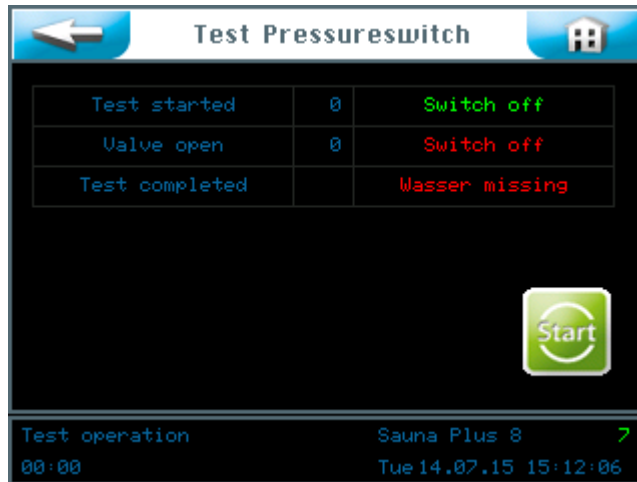 Test Pressureswitch
Test started 0 Switch off
Valve open 0 Switch off
Test completed Wasser missing
Start
Test operation Sauna Plus 8 7
00:00 Tue 14.07.15 15:12:06